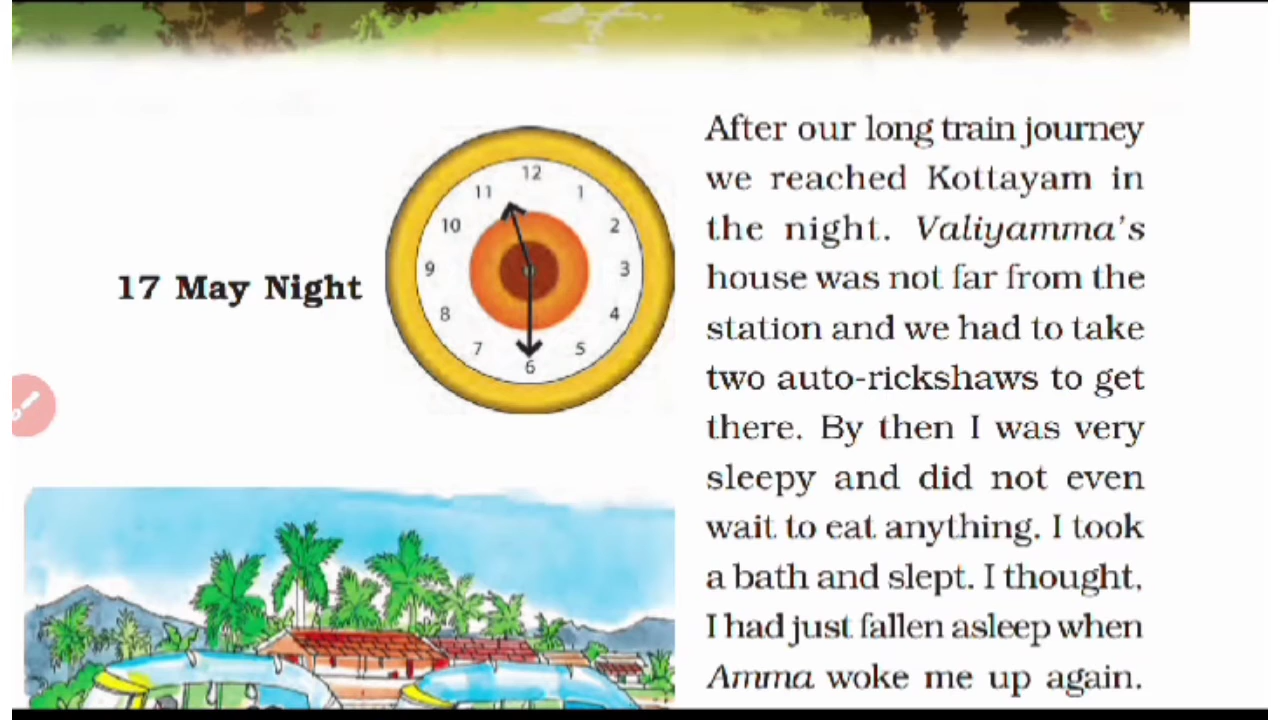 17 May Night
12
11
1
10
2
9
3
8
4
7
5
6
After our long train journey
we reached Kottayam in
the night. Valiyamma's
house was not far from the
station and we had to take
two auto-rickshaws to get
there. By then I was very
sleepy and did not even
wait to eat anything. I took
a bath and slept. I thought,
I had just fallen asleep when
Amma woke me up again.